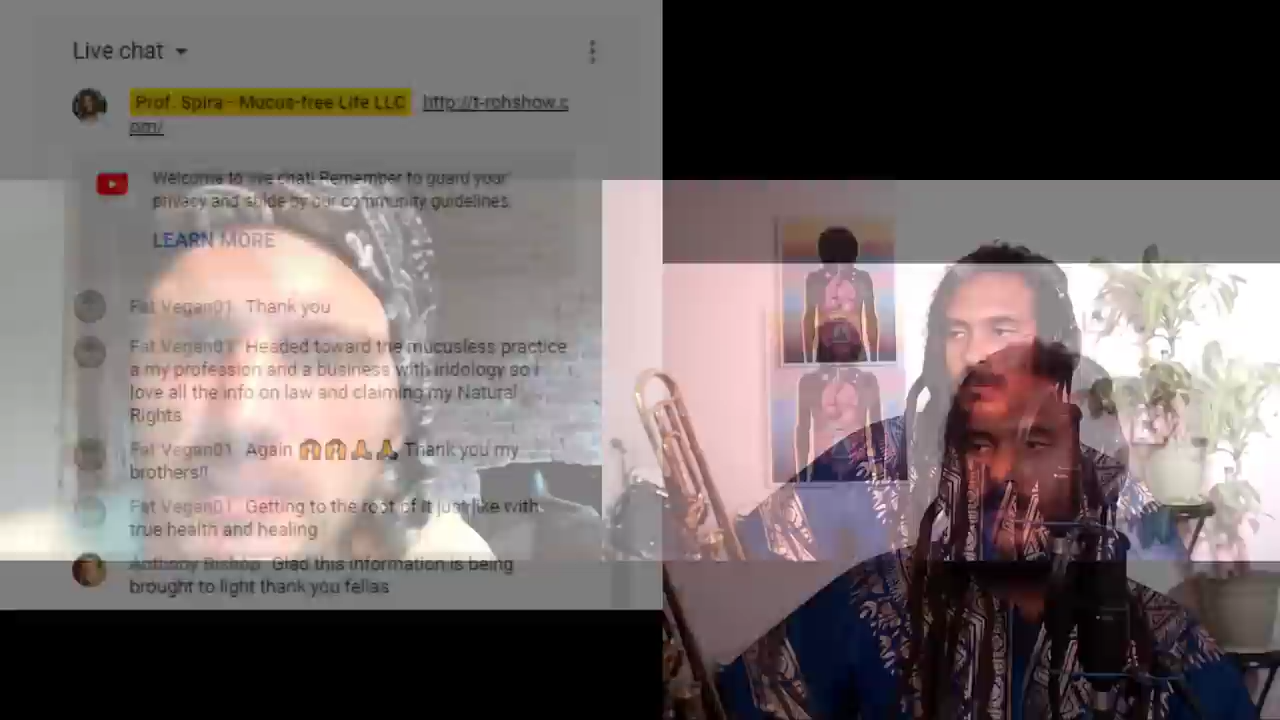 Live chat
Prof. Spira - Mucus-free Life LLC http://t-rohshow.c
om/
Welcome to live chat! Remember to guard your
privacy and abide by our community guidelines.
LEARN MORE
Fat Vegan01 Thank you
Fat Vegan01 Headed toward the mucusless practice
a my profession and a business with iridology so i
love all the info on law and claiming my Natural
Rights
Fat Vegan01 Again 🙌🙌🙏🙏 Thank you my
brothers!!
Fat Vegan01 Getting to the root of it just like with
true health and healing
Anthony Bishop Glad this information is being
brought to light thank you fellas